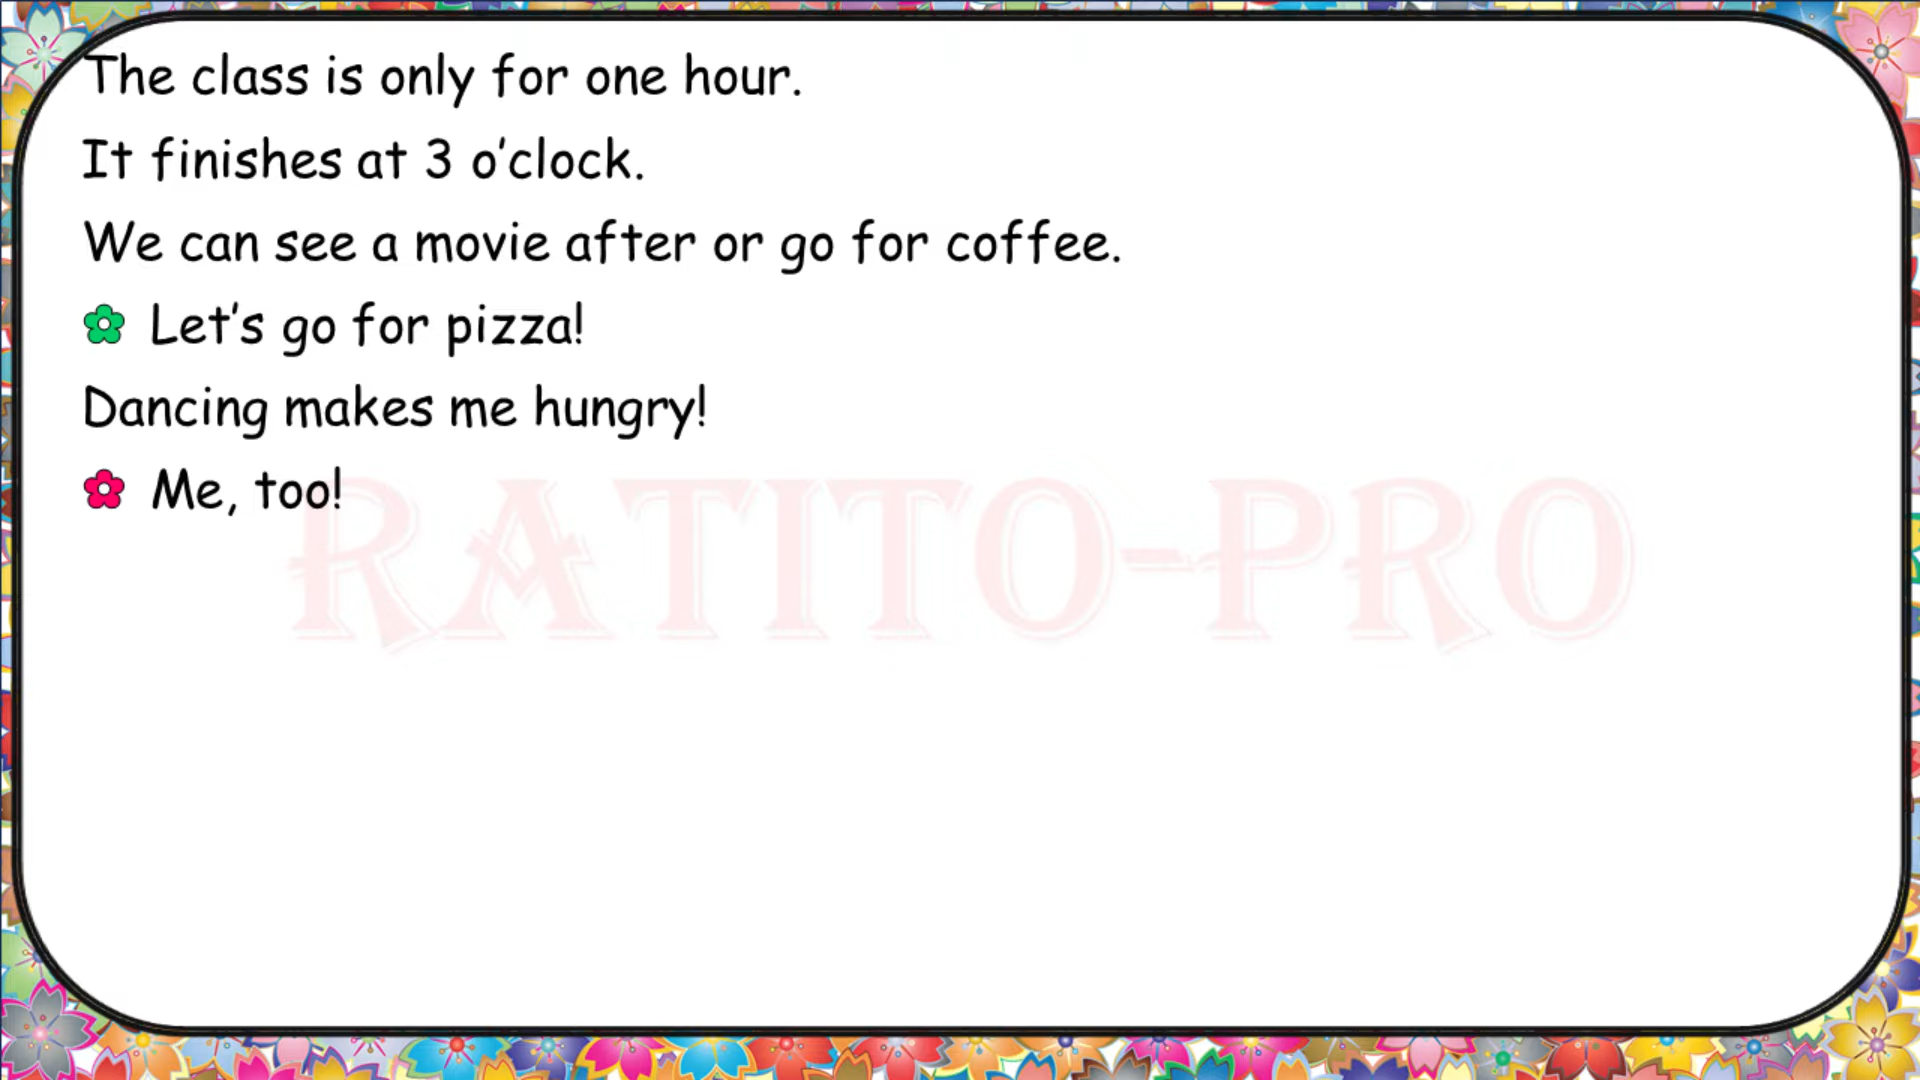 The class is only for one hour.
It finishes at 3 o'clock.
We can see a movie after or go for coffee.
Let's go for pizza!
Dancing makes me hungry!
Me, too!
RATITO-PRO